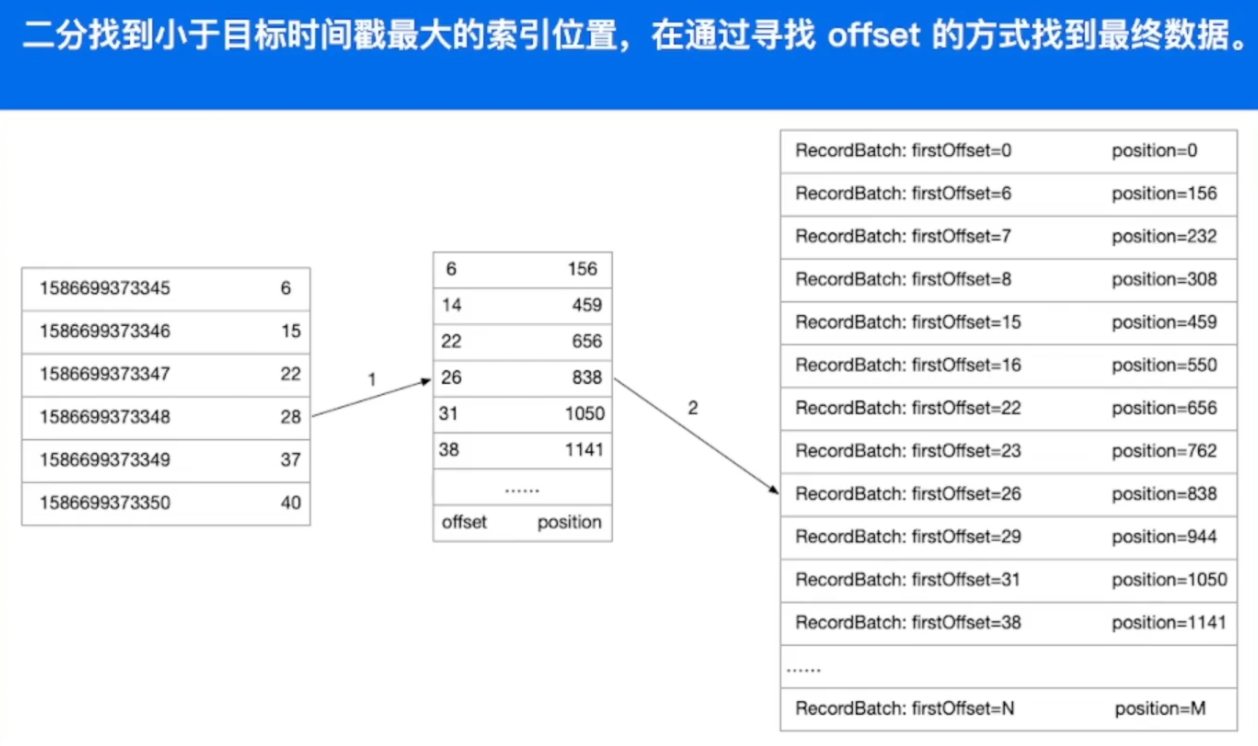 二分找到小于目标时间戳最大的索引位置，在通过寻找 offset 的方式找到最终数据。
1586699373345 6
1586699373346 15
1586699373347 22
1586699373348 28
1586699373349 37
1586699373350 40
1
6 156
14 459
22 656
26 838
31 1050
38 1141
......
offset position
2
RecordBatch: firstOffset=0 position=0
RecordBatch: firstOffset=6 position=156
RecordBatch: firstOffset=7 position=232
RecordBatch: firstOffset=8 position=308
RecordBatch: firstOffset=15 position=459
RecordBatch: firstOffset=16 position=550
RecordBatch: firstOffset=22 position=656
RecordBatch: firstOffset=23 position=762
RecordBatch: firstOffset=26 position=838
RecordBatch: firstOffset=29 position=944
RecordBatch: firstOffset=31 position=1050
RecordBatch: firstOffset=38 position=1141
......
RecordBatch: firstOffset=N position=M